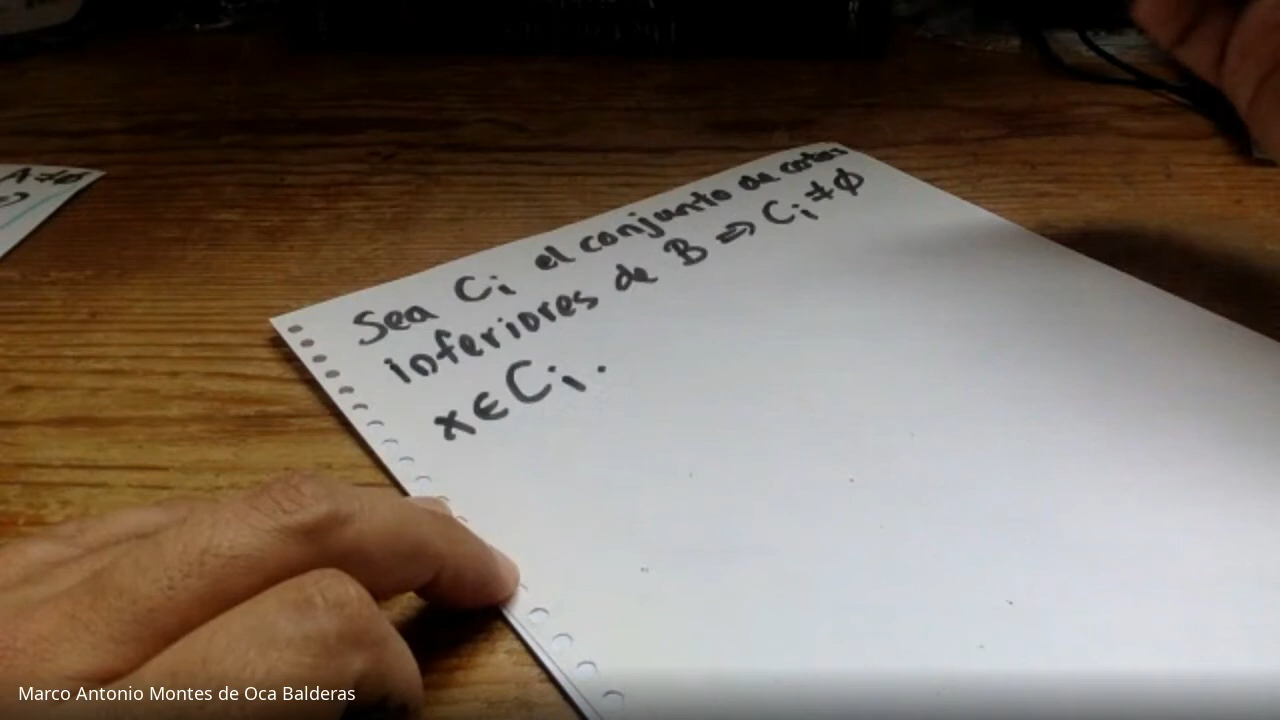 A ≠ ∅
Sea Ci el conjunto de cotas
inferiores de B ⇒ Ci ≠ ∅
x ∈ Ci.
Marco Antonio Montes de Oca Balderas